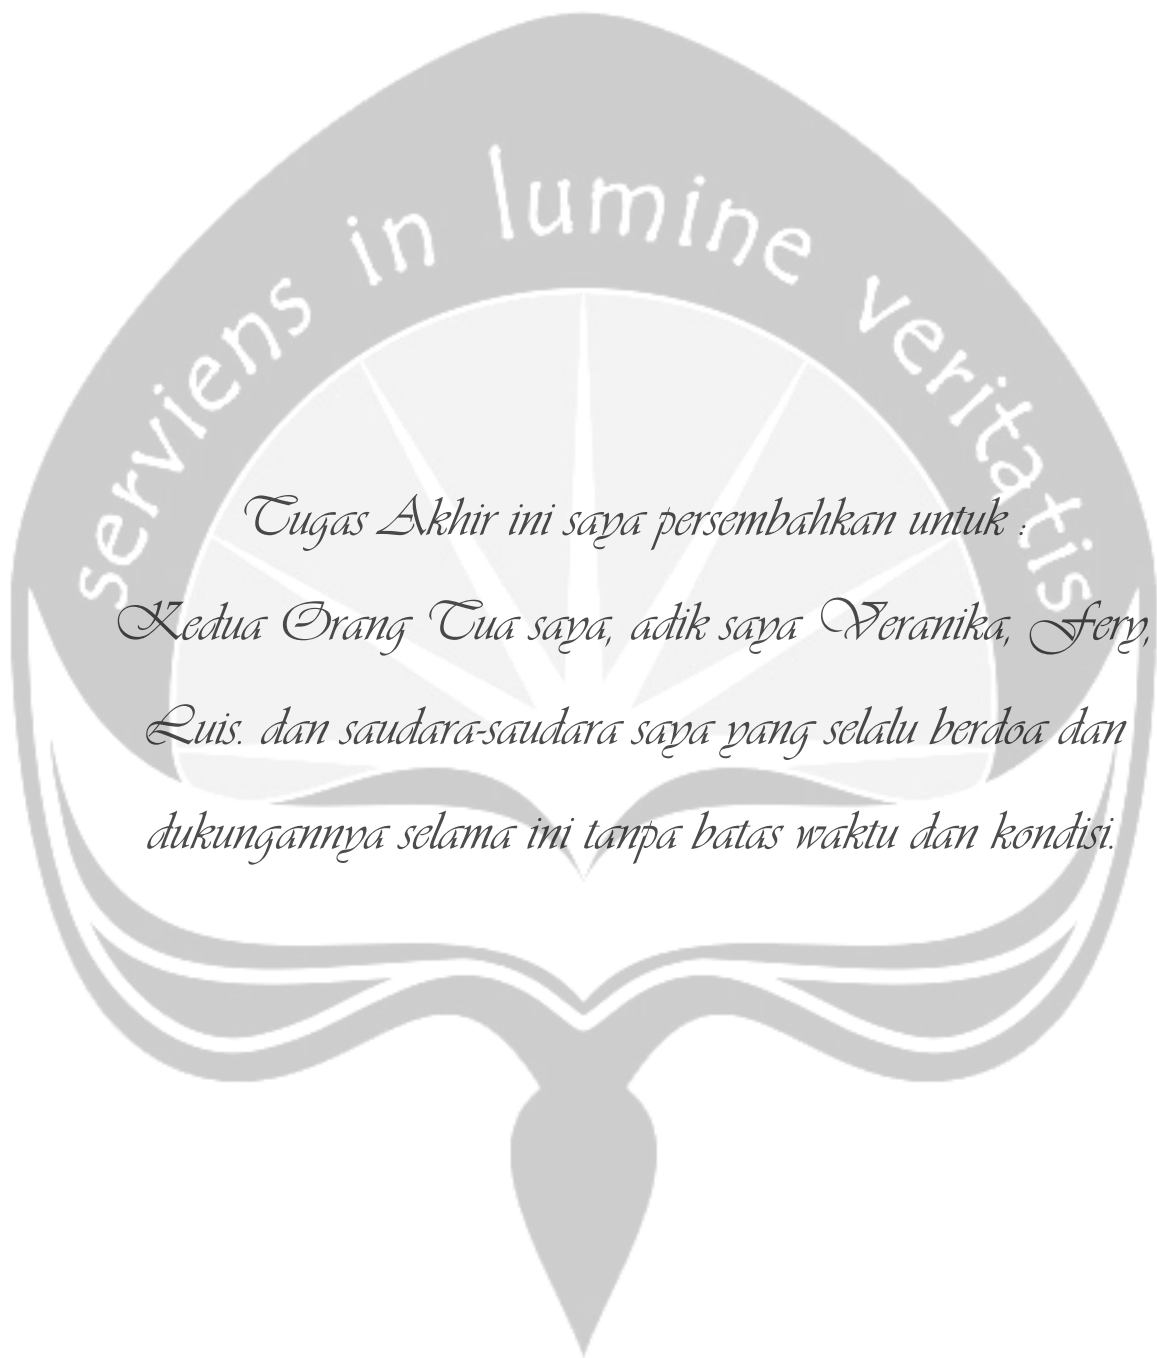 serviens in lumine veritatis
Tugas Akhir ini saya persembahkan untuk :
Kedua Orang Tua saya, adik saya Veranika, Fery,
Luis. dan saudara-saudara saya yang selalu berdoa dan
dukungannya selama ini tanpa batas waktu dan kondisi.